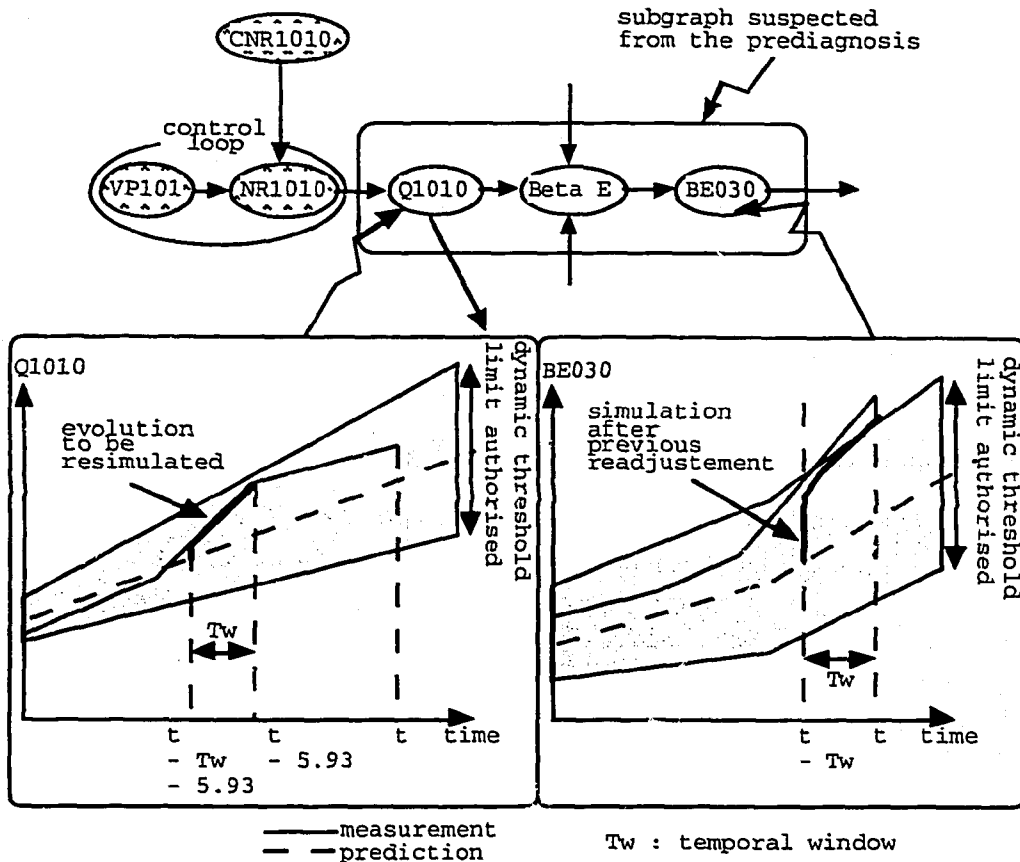 subgraph suspected
from the prediagnosis
CNR1010
control
loop
VP101
NR1010
Q1010
Beta E
BE030
Q1010
evolution
to be
resimulated
dynamic threshold
limit authorised
Tw
t
- Tw
- 5.93
t
- 5.93
t
time
BE030
simulation
after
previous
readjustement
dynamic threshold
limit authorised
Tw
t
- Tw
t
time
measurement
prediction
Tw : temporal window